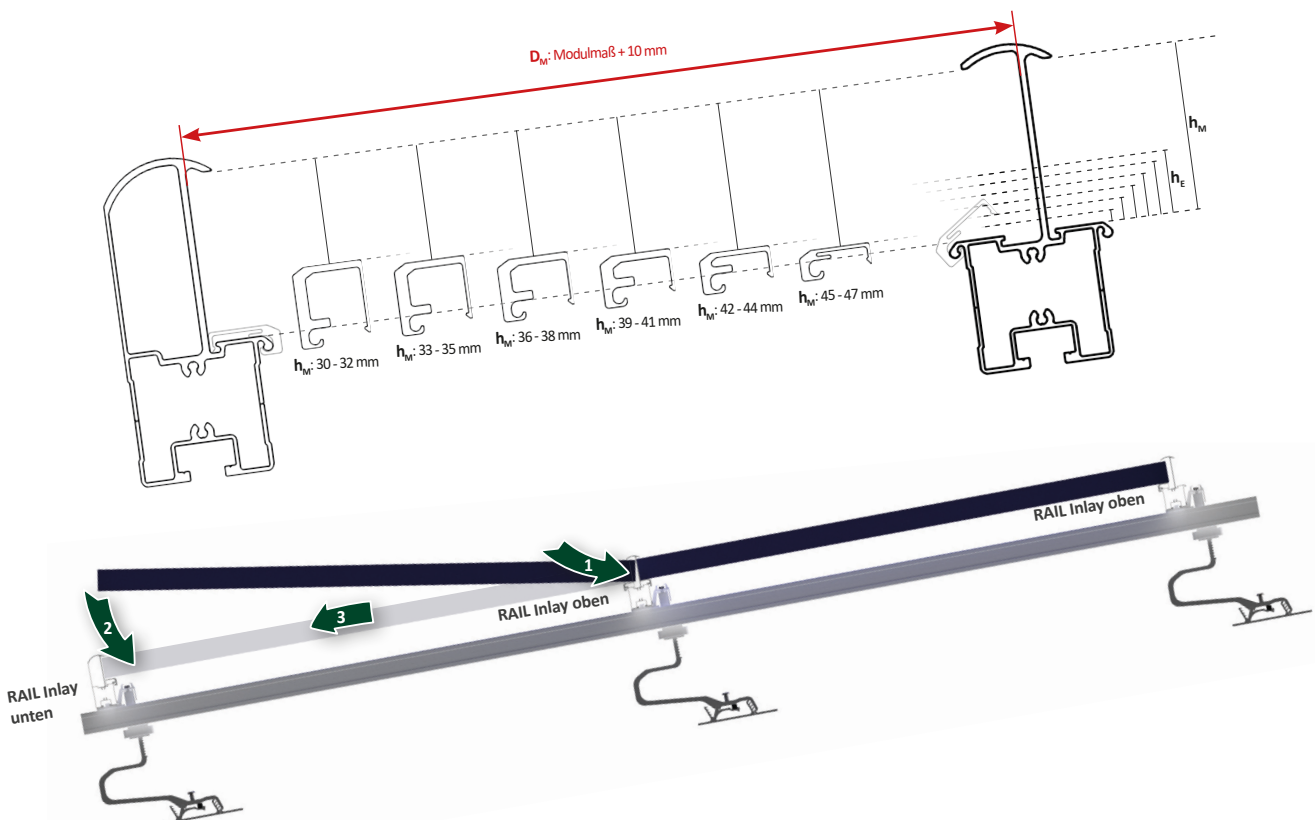 D_M: Modulmaß + 10 mm
h_M
h_E
h_M: 30 - 32 mm
h_M: 33 - 35 mm
h_M: 36 - 38 mm
h_M: 39 - 41 mm
h_M: 42 - 44 mm
h_M: 45 - 47 mm
RAIL Inlay oben
1
RAIL Inlay oben
3
2
RAIL Inlay
unten